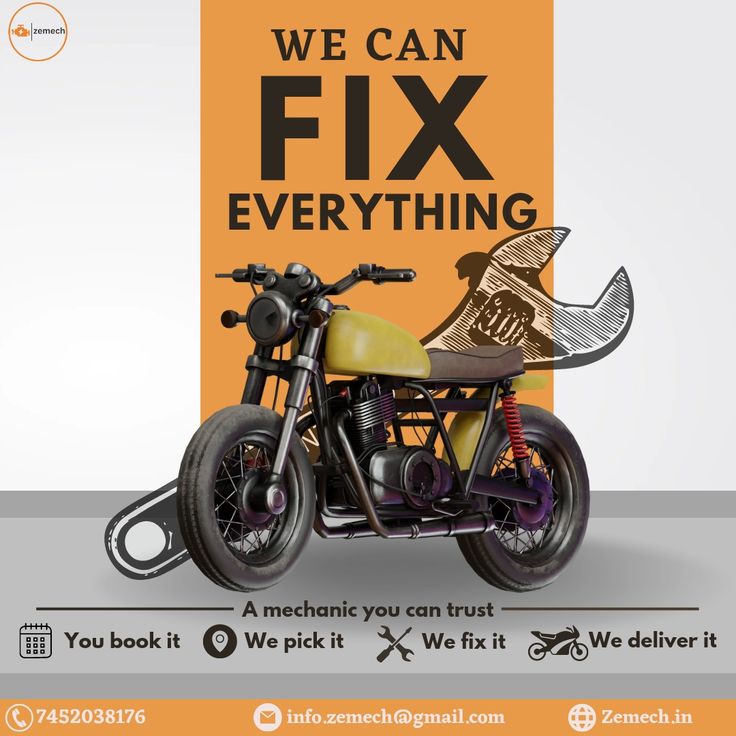 zemech
WE CAN
FIX
EVERYTHING
A mechanic you can trust
You book it We pick it We fix it We deliver it
7452038176 info.zemech@gmail.com Zemech.in